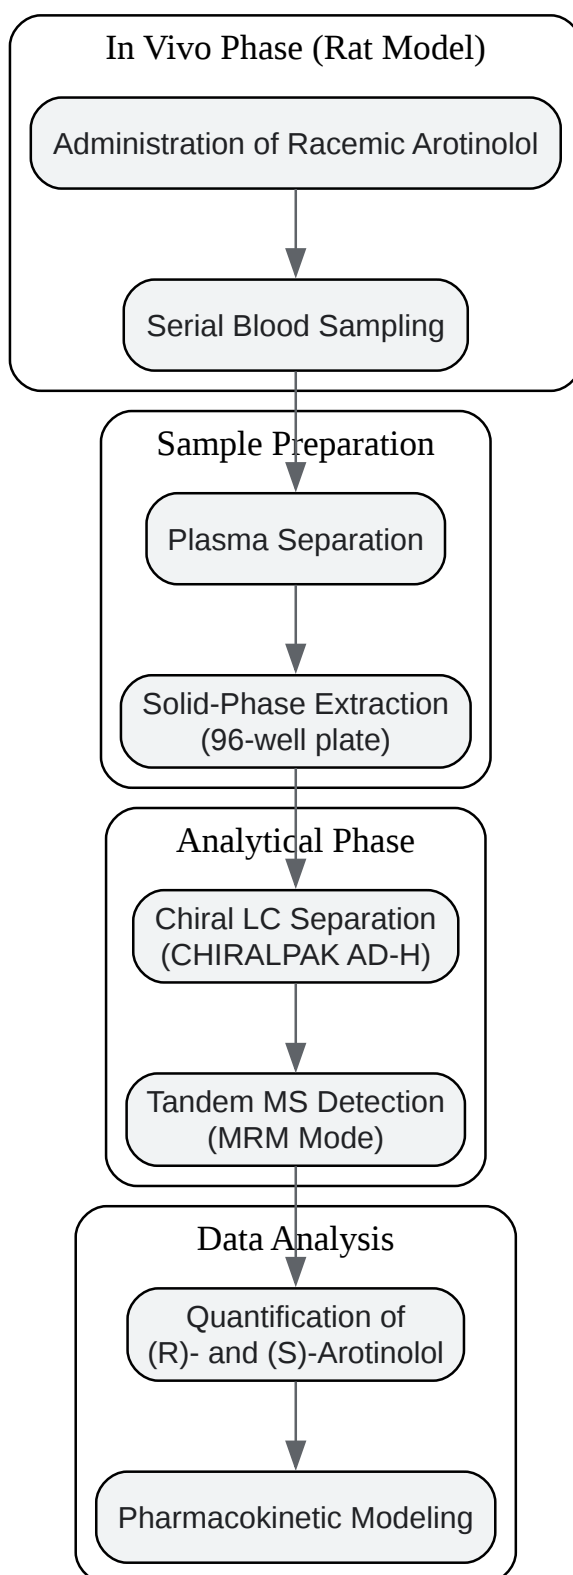 In Vivo Phase (Rat Model)
Administration of Racemic Arotinolol
Serial Blood Sampling
Sample Preparation
Plasma Separation
Solid-Phase Extraction
(96-well plate)
Analytical Phase
Chiral LC Separation
(CHIRALPAK AD-H)
Tandem MS Detection
(MRM Mode)
Data Analysis
Quantification of
(R)- and (S)-Arotinolol
Pharmacokinetic Modeling